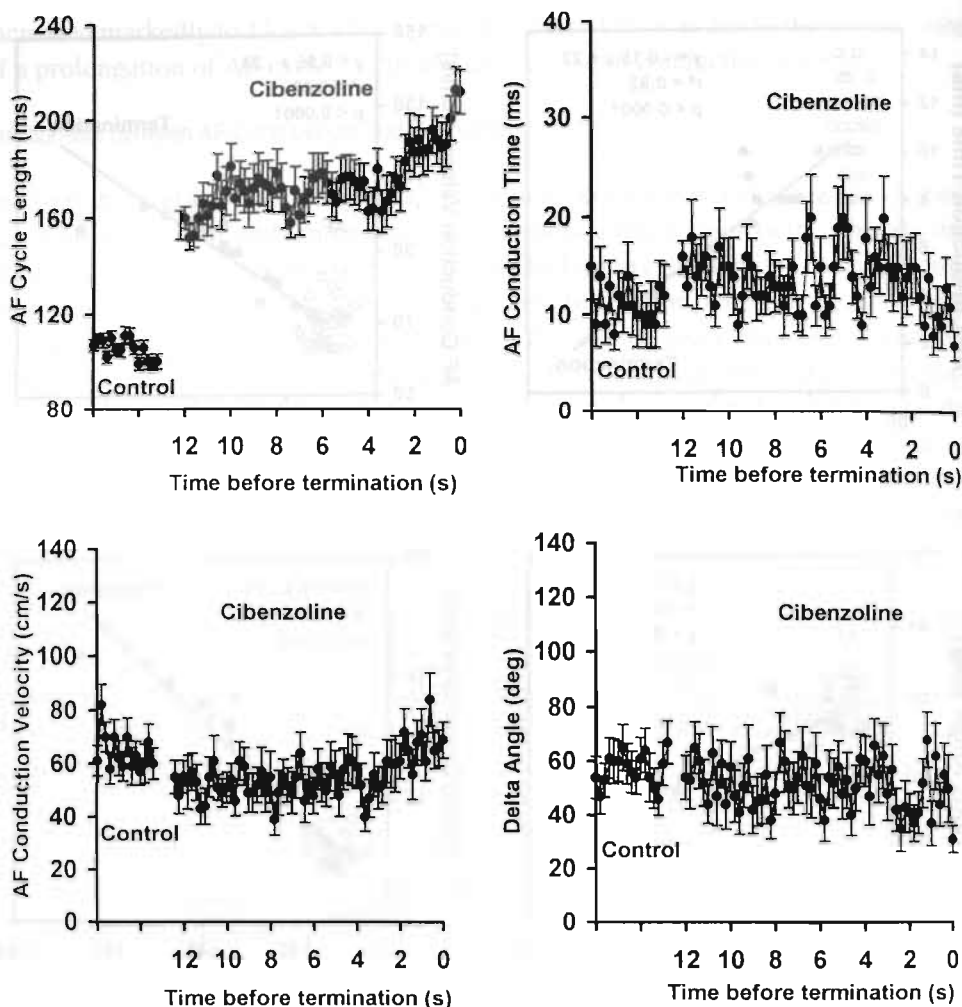 240
200
160
120
80
AF Cycle Length (ms)
Cibenzoline
Control
12 10 8 6 4 2 0
Time before termination (s)
40
30
20
10
0
AF Conduction Time (ms)
Cibenzoline
Control
12 10 8 6 4 2 0
Time before termination (s)
140
120
100
80
60
40
20
0
AF Conduction Velocity (cm/s)
Cibenzoline
Control
12 10 8 6 4 2 0
Time before termination (s)
140
120
100
80
60
40
20
0
Delta Angle (deg)
Cibenzoline
Control
12 10 8 6 4 2 0
Time before termination (s)